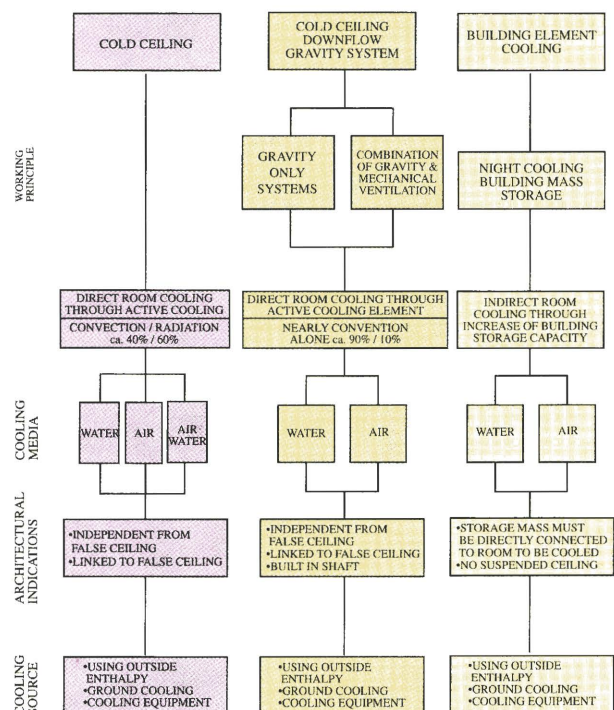 COLD CEILING
COLD CEILING
DOWNFLOW
GRAVITY SYSTEM
BUILDING ELEMENT
COOLING
WORKING
PRINCIPLE
GRAVITY
ONLY
SYSTEMS
COMBINATION
OF GRAVITY &
MECHANICAL
VENTILATION
NIGHT COOLING
BUILDING MASS
STORAGE
DIRECT ROOM COOLING
THROUGH ACTIVE COOLING
CONVECTION / RADIATION
ca. 40% / 60%
DIRECT ROOM COOLING THROUGH
ACTIVE COOLING ELEMENT
NEARLY CONVENTION
ALONE ca. 90% / 10%
INDIRECT ROOM
COOLING THROUGH
INCREASE OF BUILDING
STORAGE CAPACITY
COOLING
MEDIA
WATER
AIR
AIR
WATER
WATER
AIR
WATER
AIR
ARCHITECTURAL
INDICATIONS
•INDEPENDENT FROM
FALSE CEILING
•LINKED TO FALSE CEILING
•INDEPENDENT FROM
FALSE CEILING
•LINKED TO FALSE CEILING
•BUILT IN SHAFT
•STORAGE MASS MUST
BE DIRECTLY CONNECTED
TO ROOM TO BE COOLED
•NO SUSPENDED CEILING
COOLING
SOURCE
•USING OUTSIDE
ENTHALPY
•GROUND COOLING
•COOLING EQUIPMENT
•USING OUTSIDE
ENTHALPY
•GROUND COOLING
•COOLING EQUIPMENT
•USING OUTSIDE
ENTHALPY
•GROUND COOLING
•COOLING EQUIPMENT